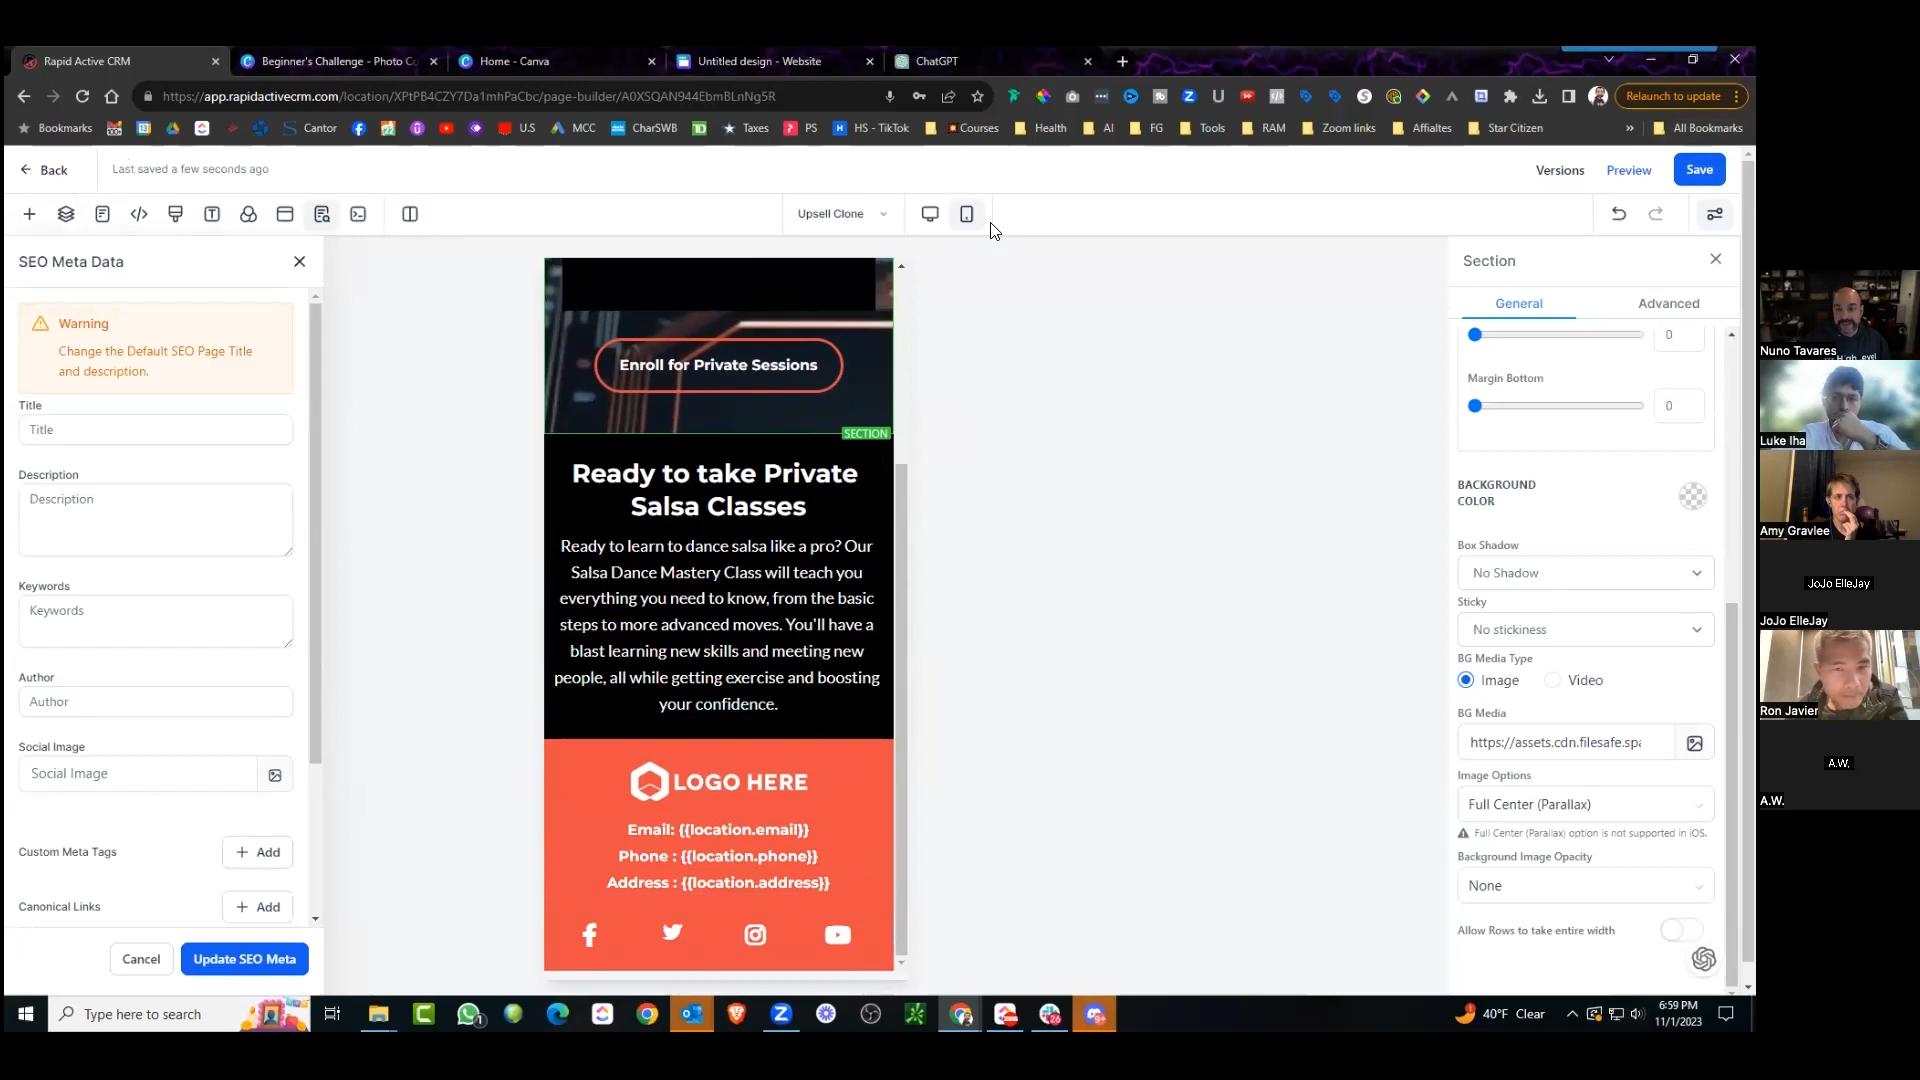 Rapid Active CRM
Beginner's Challenge - Photo Co
Home - Canva
Untitled design - Website
ChatGPT
https://app.rapidactivecrm.com/location/XPtPB4CZY7Da1mhPaCbc/page-builder/A0XSQAN944EbmBLnNg5R
Relaunch to update
Bookmarks
Cantor
U.S
MCC
CharSWB
Taxes
PS
HS - TikTok
Courses
Health
AI
FG
Tools
RAM
Zoom links
Affialtes
Star Citizen
»
All Bookmarks
Back
Last saved a few seconds ago
Versions
Preview
Save
Upsell Clone
SEO Meta Data
Warning
Change the Default SEO Page Title
and description.
Title
Title
Description
Description
Keywords
Keywords
Author
Author
Social Image
Social Image
Custom Meta Tags
+ Add
Canonical Links
+ Add
Cancel
Update SEO Meta
Enroll for Private Sessions
SECTION
Ready to take Private
Salsa Classes
Ready to learn to dance salsa like a pro? Our
Salsa Dance Mastery Class will teach you
everything you need to know, from the basic
steps to more advanced moves. You'll have a
blast learning new skills and meeting new
people, all while getting exercise and boosting
your confidence.
LOGO HERE
Email: {{location.email}}
Phone : {{location.phone}}
Address : {{location.address}}
Section
General
Advanced
0
Margin Bottom
0
BACKGROUND
COLOR
Box Shadow
No Shadow
Sticky
No stickiness
BG Media Type
Image
Video
BG Media
https://assets.cdn.filesafe.spa
Image Options
Full Center (Parallax)
Full Center (Parallax) option is not supported in iOS.
Background Image Opacity
None
Allow Rows to take entire width
Nuno Tavares
Luke Iha
Amy Gravlee
JoJo ElleJay
JoJo ElleJay
Ron Javier
A.W.
A.W.
Type here to search
40°F Clear
6:59 PM
11/1/2023